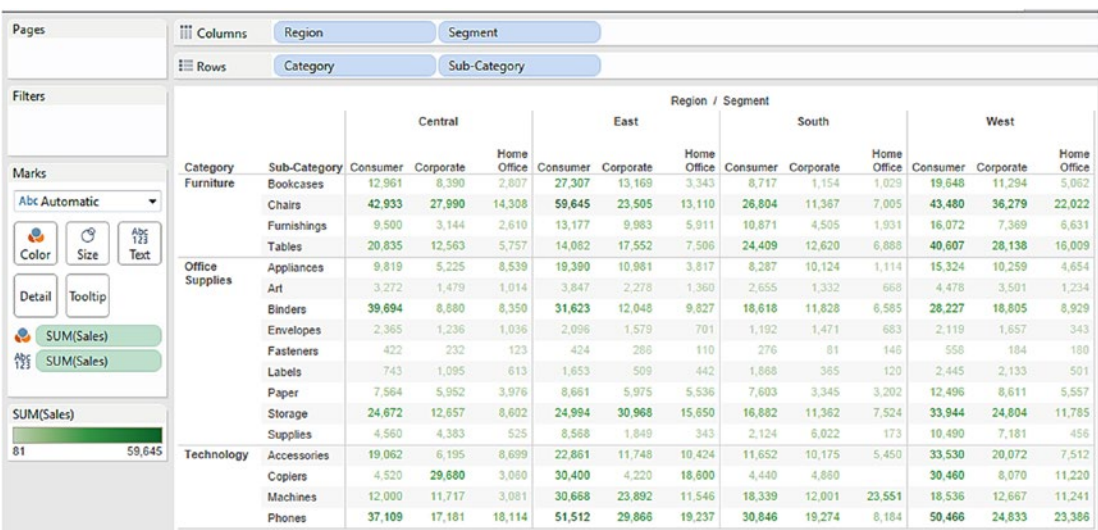 Pages
Columns Region Segment
Rows Category Sub-Category
Filters
Marks
Abc Automatic
Color Size Abc 123 Text
Detail Tooltip
SUM(Sales)
Abc 123 SUM(Sales)
SUM(Sales)
81 59,645
Region / Segment
Central East South West
Category Sub-Category Consumer Corporate Home Office Consumer Corporate Home Office Consumer Corporate Home Office Consumer Corporate Home Office
Furniture Bookcases 12,961 8,390 2,807 27,307 13,169 3,343 8,717 1,154 1,029 19,648 11,294 5,062
Chairs 42,933 27,990 14,308 59,645 23,505 13,110 26,804 11,367 7,005 43,480 36,279 22,022
Furnishings 9,500 3,144 2,610 13,177 9,983 5,911 10,871 4,505 1,931 16,072 7,369 6,631
Tables 20,835 12,563 5,757 14,082 17,552 7,506 24,409 12,620 6,888 40,607 28,138 16,009
Office Supplies Appliances 9,819 5,225 8,539 19,390 10,981 3,817 8,287 10,124 1,114 15,324 10,259 4,654
Art 3,272 1,479 1,014 3,847 2,278 1,360 2,655 1,332 668 4,478 3,501 1,234
Binders 39,694 8,880 8,350 31,623 12,048 9,827 18,618 11,828 6,585 28,227 18,805 8,929
Envelopes 2,365 1,236 1,036 2,096 1,579 701 1,192 1,471 683 2,119 1,657 343
Fasteners 422 232 123 424 286 110 276 81 146 558 184 180
Labels 743 1,095 613 1,653 509 442 1,868 365 120 2,445 2,133 501
Paper 7,564 5,952 3,976 8,661 5,975 5,536 7,603 3,345 3,202 12,496 8,611 5,557
Storage 24,672 12,657 8,602 24,994 30,968 15,650 16,882 11,362 7,524 33,944 24,804 11,785
Supplies 4,560 4,383 525 8,568 1,849 343 2,124 6,022 173 10,490 7,181 456
Technology Accessories 19,062 6,195 8,699 22,861 11,748 10,424 11,652 10,175 5,450 33,530 20,072 7,512
Copiers 4,520 29,680 3,060 30,400 4,220 18,600 4,440 4,860 30,460 8,070 11,220
Machines 12,000 11,717 3,081 30,668 23,892 11,546 18,339 12,001 23,551 18,536 12,667 11,241
Phones 37,109 17,181 18,114 51,512 29,866 19,237 30,846 19,274 8,184 50,466 24,833 23,386